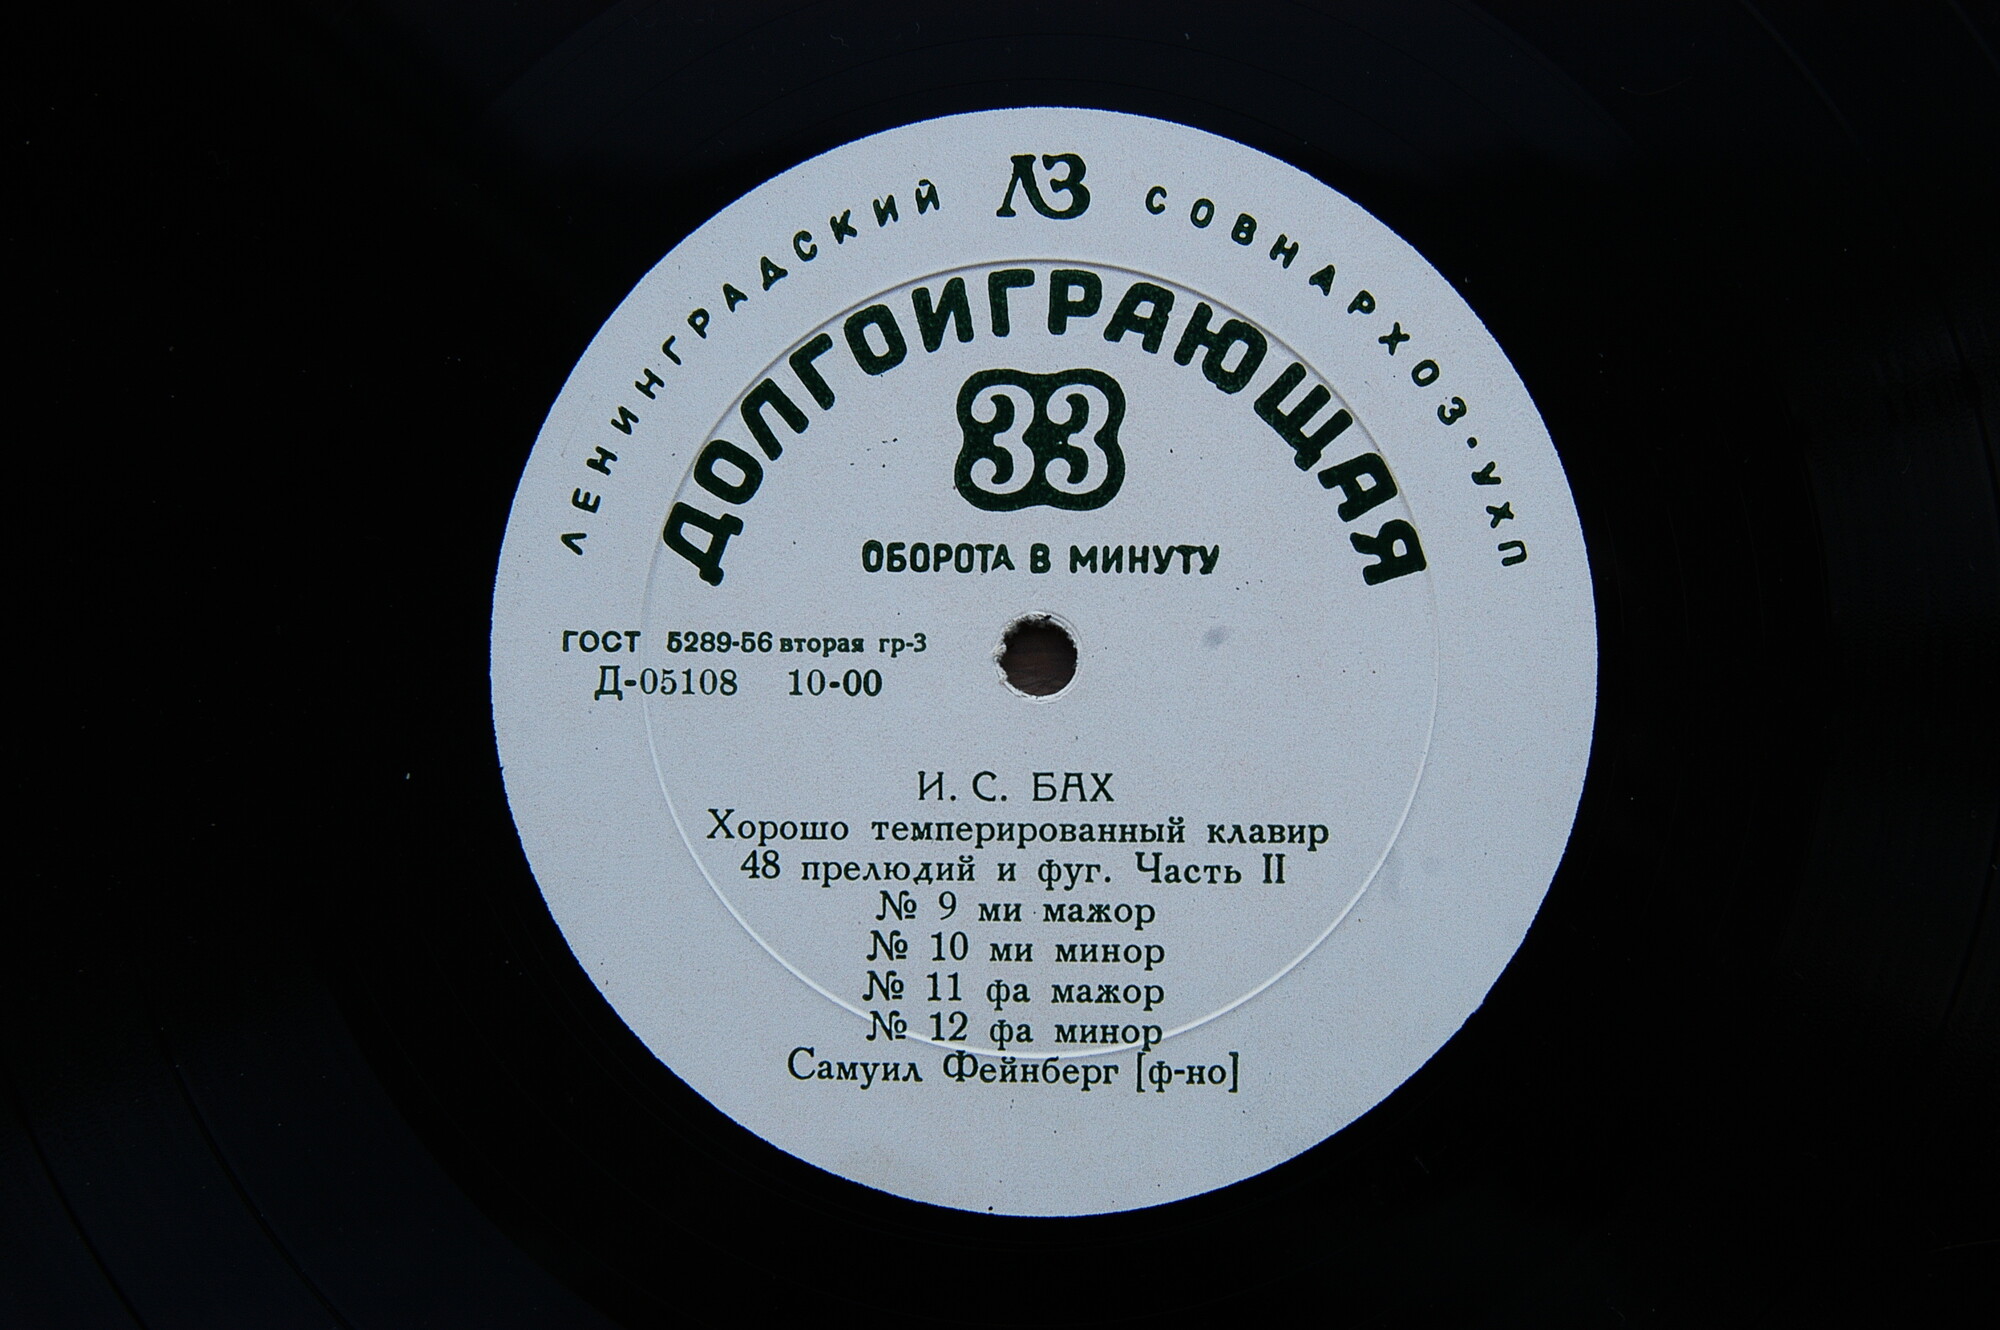 ЛЕНИНГРАДСКИЙ ЛЗ СОВНАРХОЗ·УХП
ДОЛГОИГРАЮЩАЯ
33
ОБОРОТА В МИНУТУ
ГОСТ 5289-56 вторая гр-3
Д-05108 10-00
И. С. БАХ
Хорошо темперированный клавир
48 прелюдий и фуг. Часть II
№ 9 ми мажор
№ 10 ми минор
№ 11 фа мажор
№ 12 фа минор
Самуил Фейнберг [ф-но]